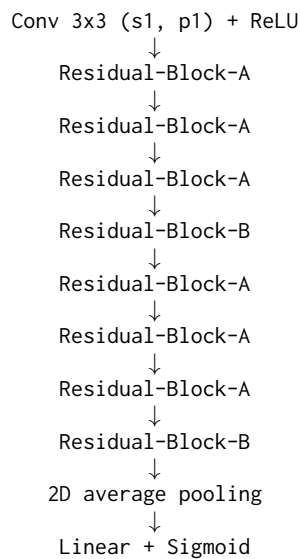 Conv 3x3 (s1, p1) + ReLU
↓
Residual-Block-A
↓
Residual-Block-A
↓
Residual-Block-A
↓
Residual-Block-B
↓
Residual-Block-A
↓
Residual-Block-A
↓
Residual-Block-A
↓
Residual-Block-B
↓
2D average pooling
↓
Linear + Sigmoid